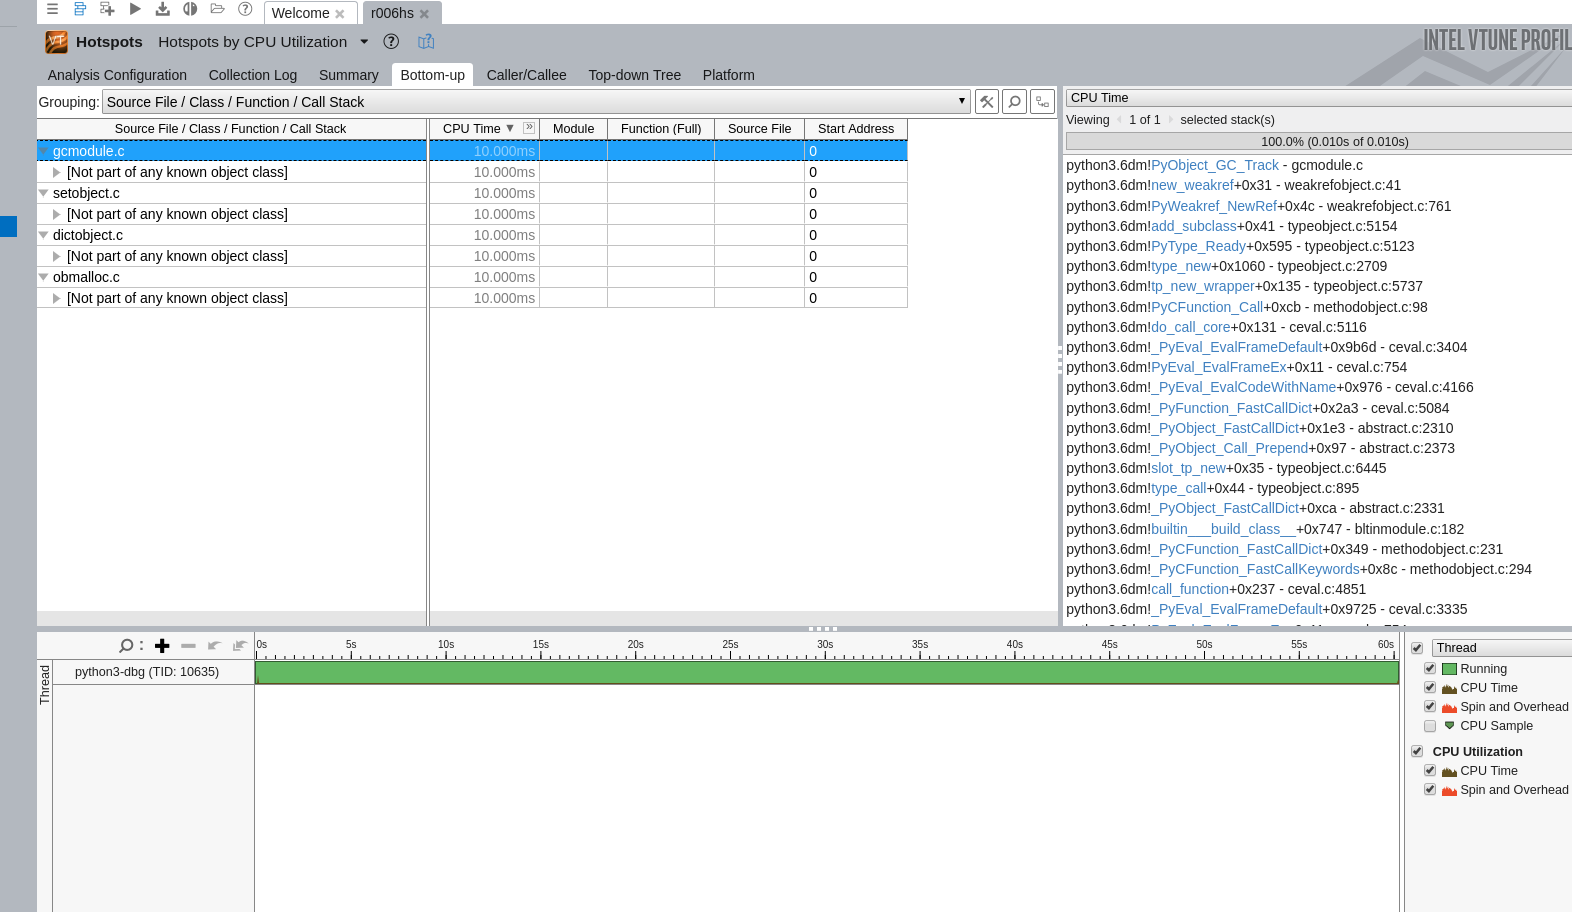 Welcome
r006hs
VT
Hotspots Hotspots by CPU Utilization
INTEL VTUNE PROFIL
Analysis Configuration Collection Log Summary Bottom-up Caller/Callee Top-down Tree Platform
Grouping: Source File / Class / Function / Call Stack
Source File / Class / Function / Call Stack CPU Time Module Function (Full) Source File Start Address
gcmodule.c 10.000ms 0
[Not part of any known object class] 10.000ms 0
setobject.c 10.000ms 0
[Not part of any known object class] 10.000ms 0
dictobject.c 10.000ms 0
[Not part of any known object class] 10.000ms 0
obmalloc.c 10.000ms 0
[Not part of any known object class] 10.000ms 0
CPU Time
Viewing 1 of 1 selected stack(s)
100.0% (0.010s of 0.010s)
python3.6dm!PyObject_GC_Track - gcmodule.c
python3.6dm!new_weakref+0x31 - weakrefobject.c:41
python3.6dm!PyWeakref_NewRef+0x4c - weakrefobject.c:761
python3.6dm!add_subclass+0x41 - typeobject.c:5154
python3.6dm!PyType_Ready+0x595 - typeobject.c:5123
python3.6dm!type_new+0x1060 - typeobject.c:2709
python3.6dm!tp_new_wrapper+0x135 - typeobject.c:5737
python3.6dm!PyCFunction_Call+0xcb - methodobject.c:98
python3.6dm!do_call_core+0x131 - ceval.c:5116
python3.6dm!_PyEval_EvalFrameDefault+0x9b6d - ceval.c:3404
python3.6dm!PyEval_EvalFrameEx+0x11 - ceval.c:754
python3.6dm!_PyEval_EvalCodeWithName+0x976 - ceval.c:4166
python3.6dm!_PyFunction_FastCallDict+0x2a3 - ceval.c:5084
python3.6dm!_PyObject_FastCallDict+0x1e3 - abstract.c:2310
python3.6dm!_PyObject_Call_Prepend+0x97 - abstract.c:2373
python3.6dm!slot_tp_new+0x35 - typeobject.c:6445
python3.6dm!type_call+0x44 - typeobject.c:895
python3.6dm!_PyObject_FastCallDict+0xca - abstract.c:2331
python3.6dm!builtin___build_class__+0x747 - bltinmodule.c:182
python3.6dm!_PyCFunction_FastCallDict+0x349 - methodobject.c:231
python3.6dm!_PyCFunction_FastCallKeywords+0x8c - methodobject.c:294
python3.6dm!call_function+0x237 - ceval.c:4851
python3.6dm!_PyEval_EvalFrameDefault+0x9725 - ceval.c:3335
0s 5s 10s 15s 20s 25s 30s 35s 40s 45s 50s 55s 60s
Thread
python3-dbg (TID: 10635)
Thread
Running
CPU Time
Spin and Overhead
CPU Sample
CPU Utilization
CPU Time
Spin and Overhead